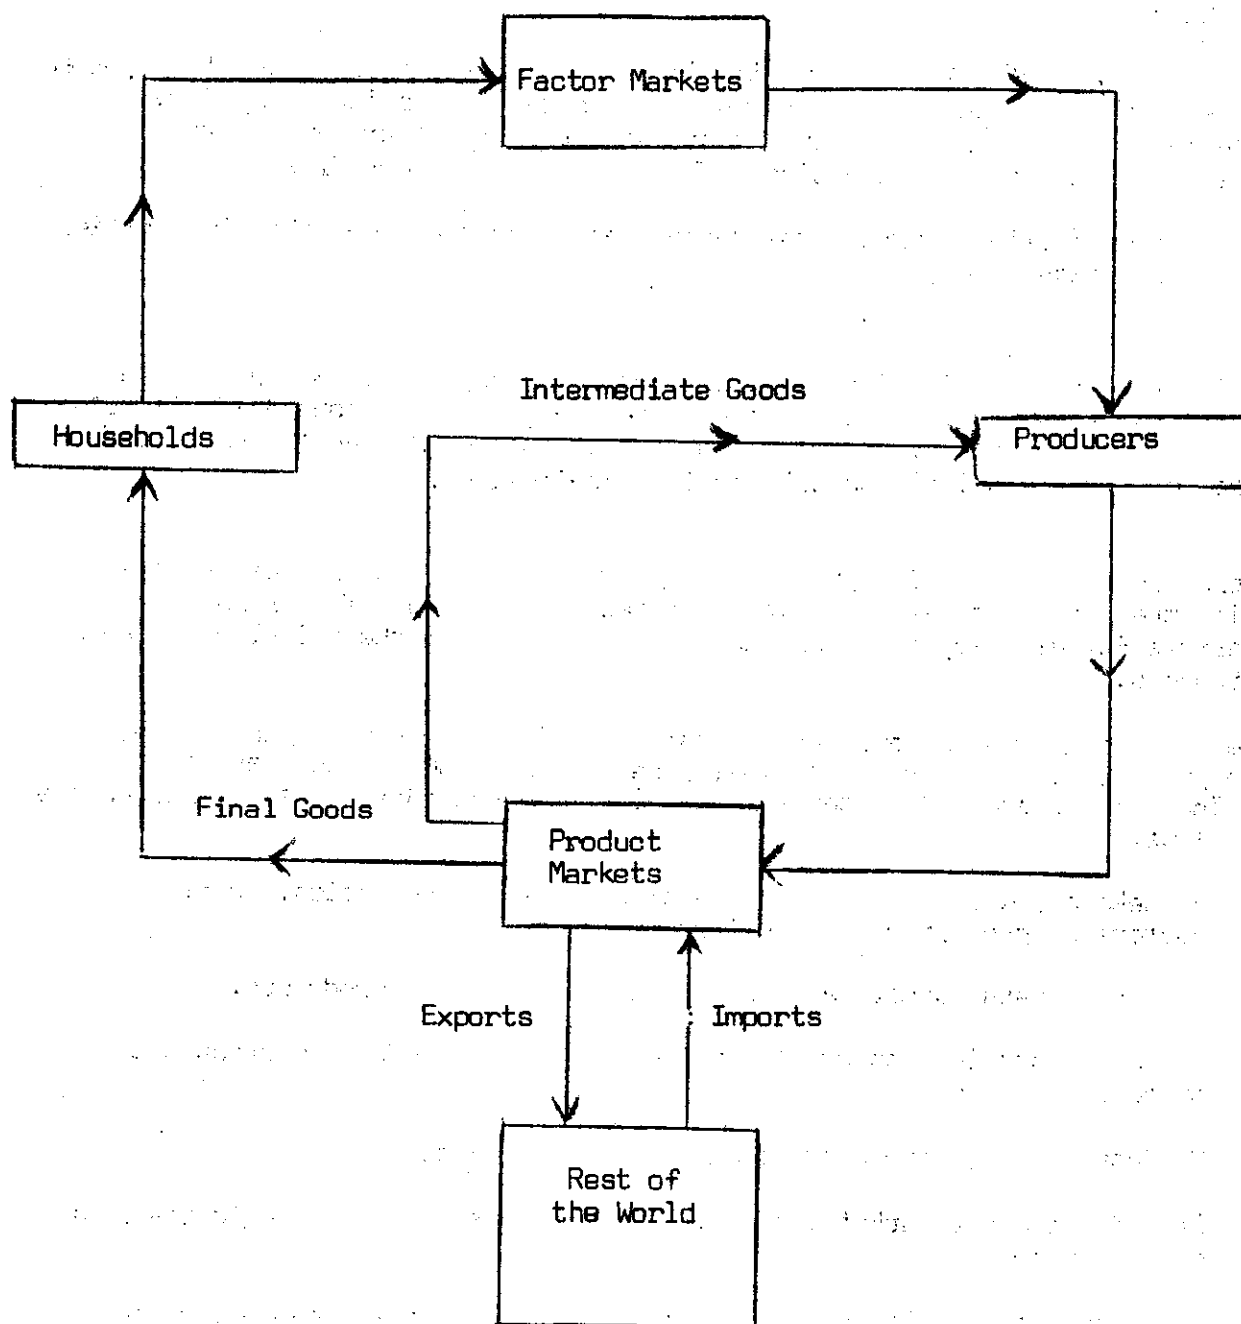 Factor Markets
Intermediate Goods
Households
Producers
Final Goods
Product
Markets
Exports
Imports
Rest of
the World